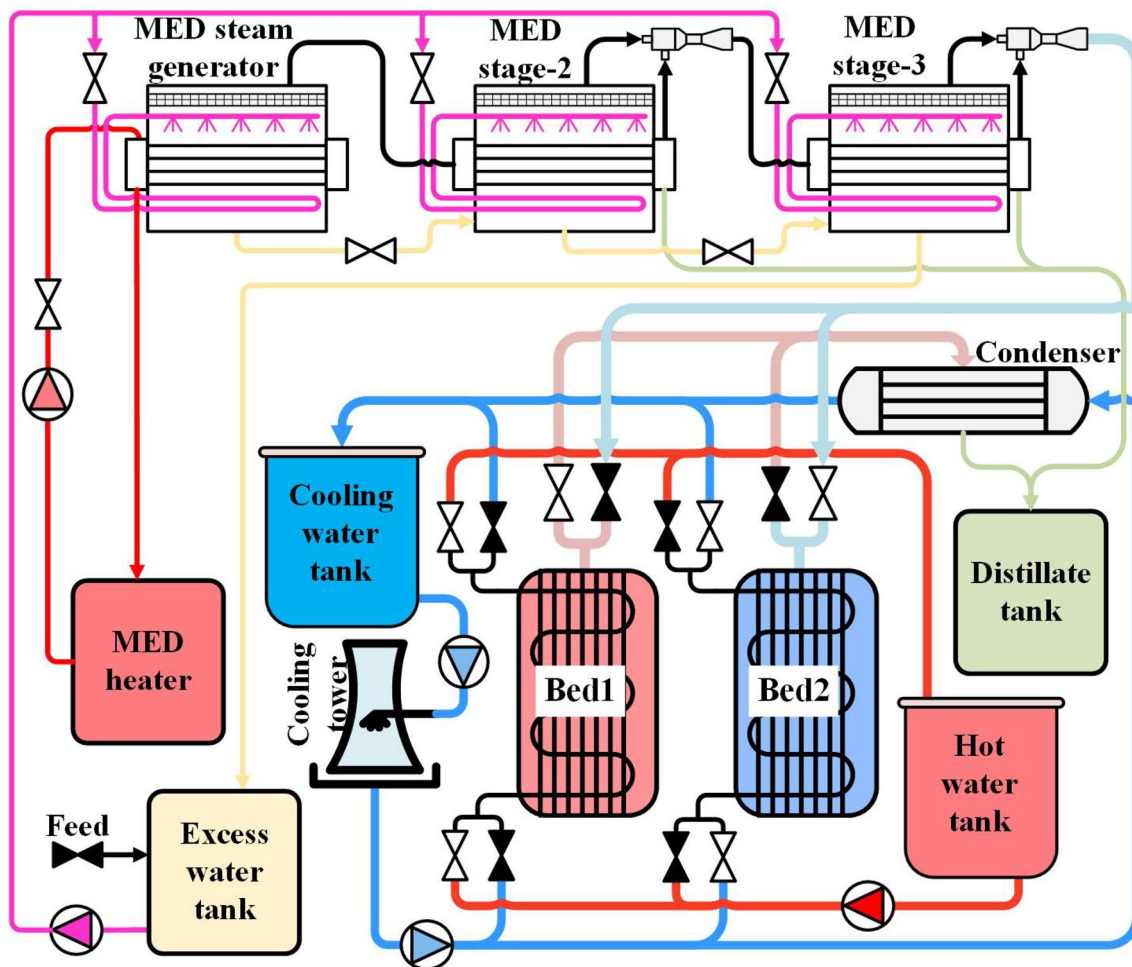 MED steam
generator
MED
stage-2
MED
stage-3
Condenser
Cooling
water
tank
Distillate
tank
MED
heater
Cooling
tower
Bed1
Bed2
Hot
water
tank
Feed
Excess
water
tank